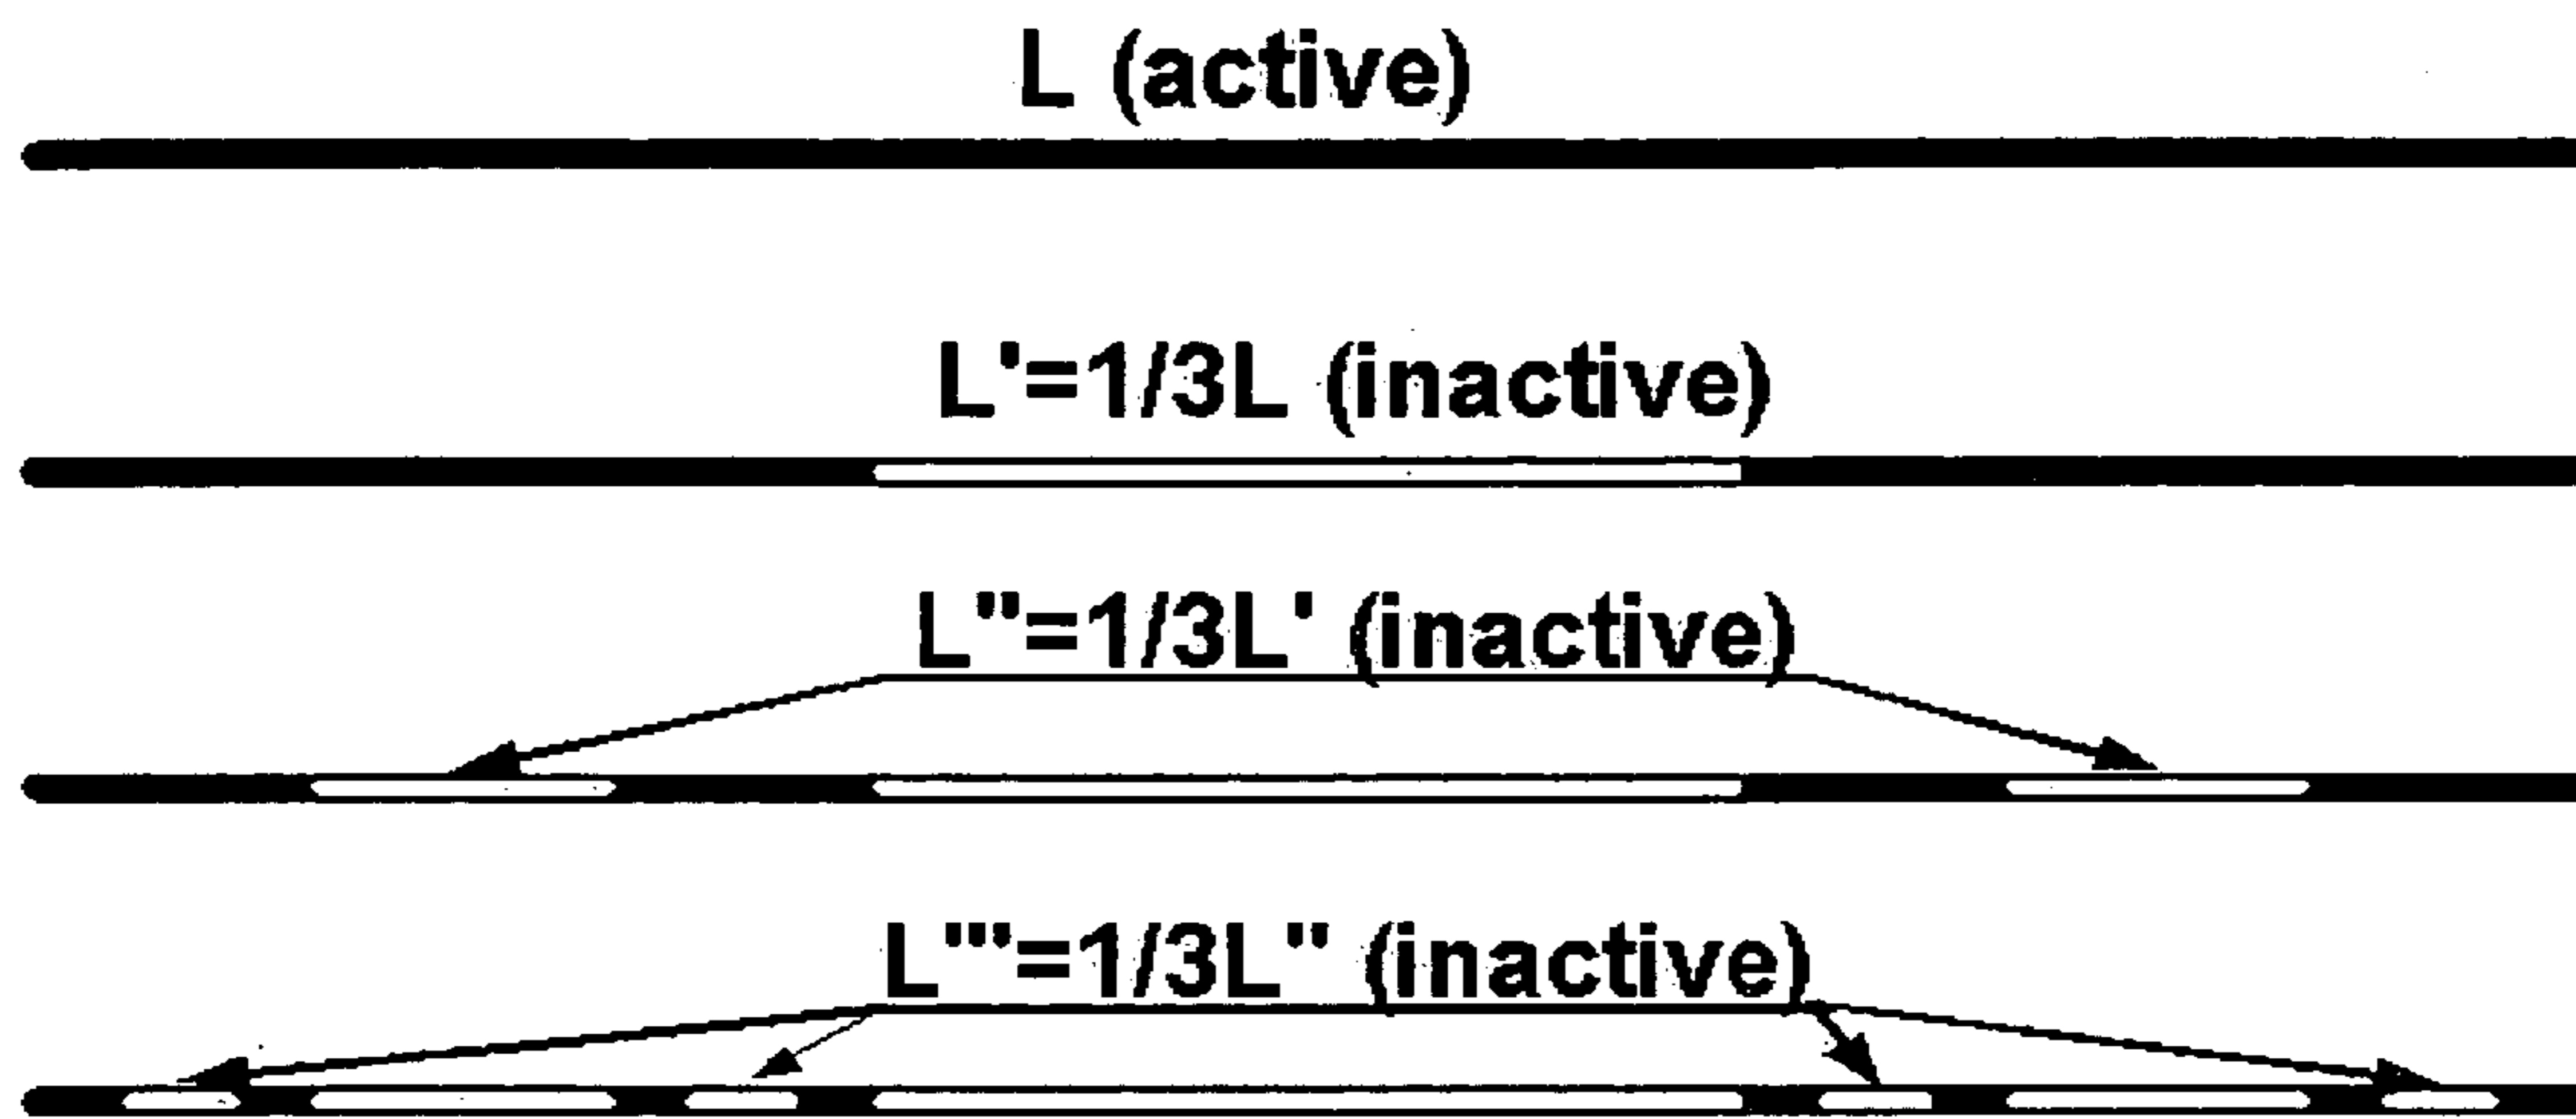 L (active)
L'=1/3L (inactive)
L"=1/3L' (inactive)
L'"=1/3L" (inactive)